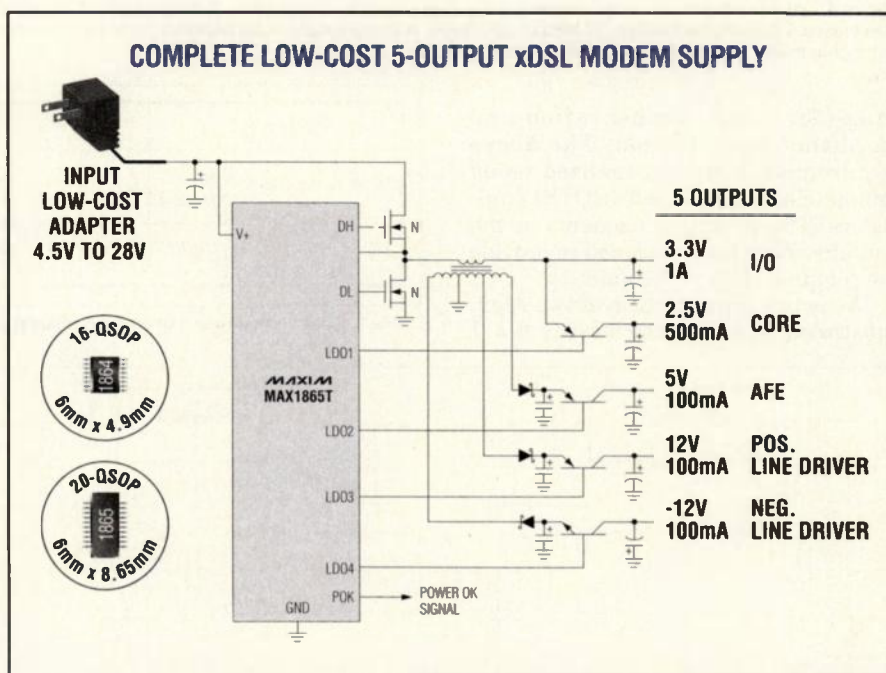 COMPLETE LOW-COST 5-OUTPUT xDSL MODEM SUPPLY
INPUT
LOW-COST
ADAPTER
4.5V TO 28V
V+
DH
N
DL
N
LDO1
MAXIM
MAX1865T
LDO2
LDO3
LDO4
POK
GND
POWER OK
SIGNAL
5 OUTPUTS
3.3V
1A
I/O
2.5V
500mA
CORE
5V
100mA
AFE
12V
100mA
POS.
LINE DRIVER
-12V
100mA
NEG.
LINE DRIVER
16-QSOP
1864
6mm x 4.9mm
20-QSOP
1865
6mm x 8.65mm